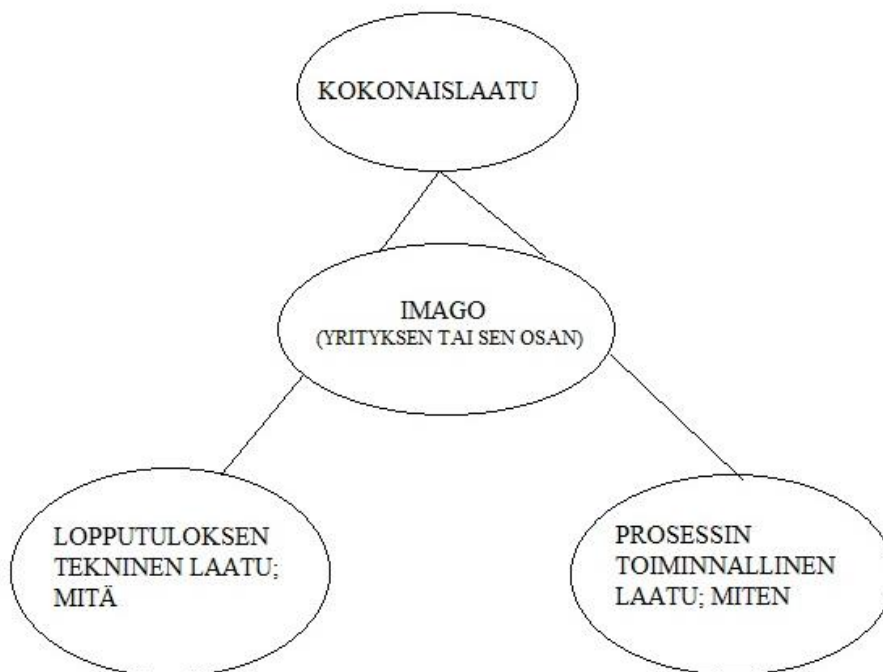 KOKONAISLAATU
IMAGO
(YRITYKSEN TAI SEN OSAN)
LOPPUTULOKSEN
TEKNINEN LAATU;
MITÄ
PROSESSIN
TOIMINNALLINEN
LAATU; MITEN